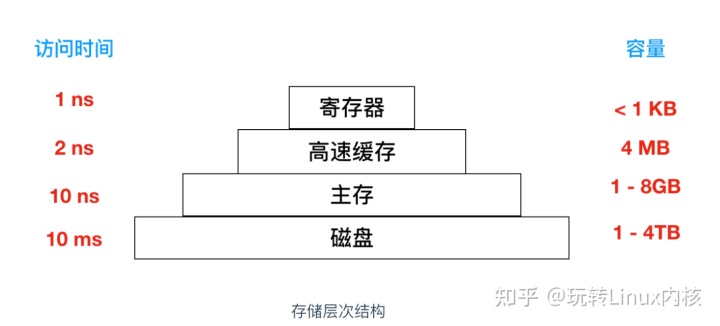 访问时间 容量
1 ns 寄存器 < 1 KB
2 ns 高速缓存 4 MB
10 ns 主存 1 - 8GB
10 ms 磁盘 1 - 4TB
知乎 @玩转Linux内核
存储层次结构